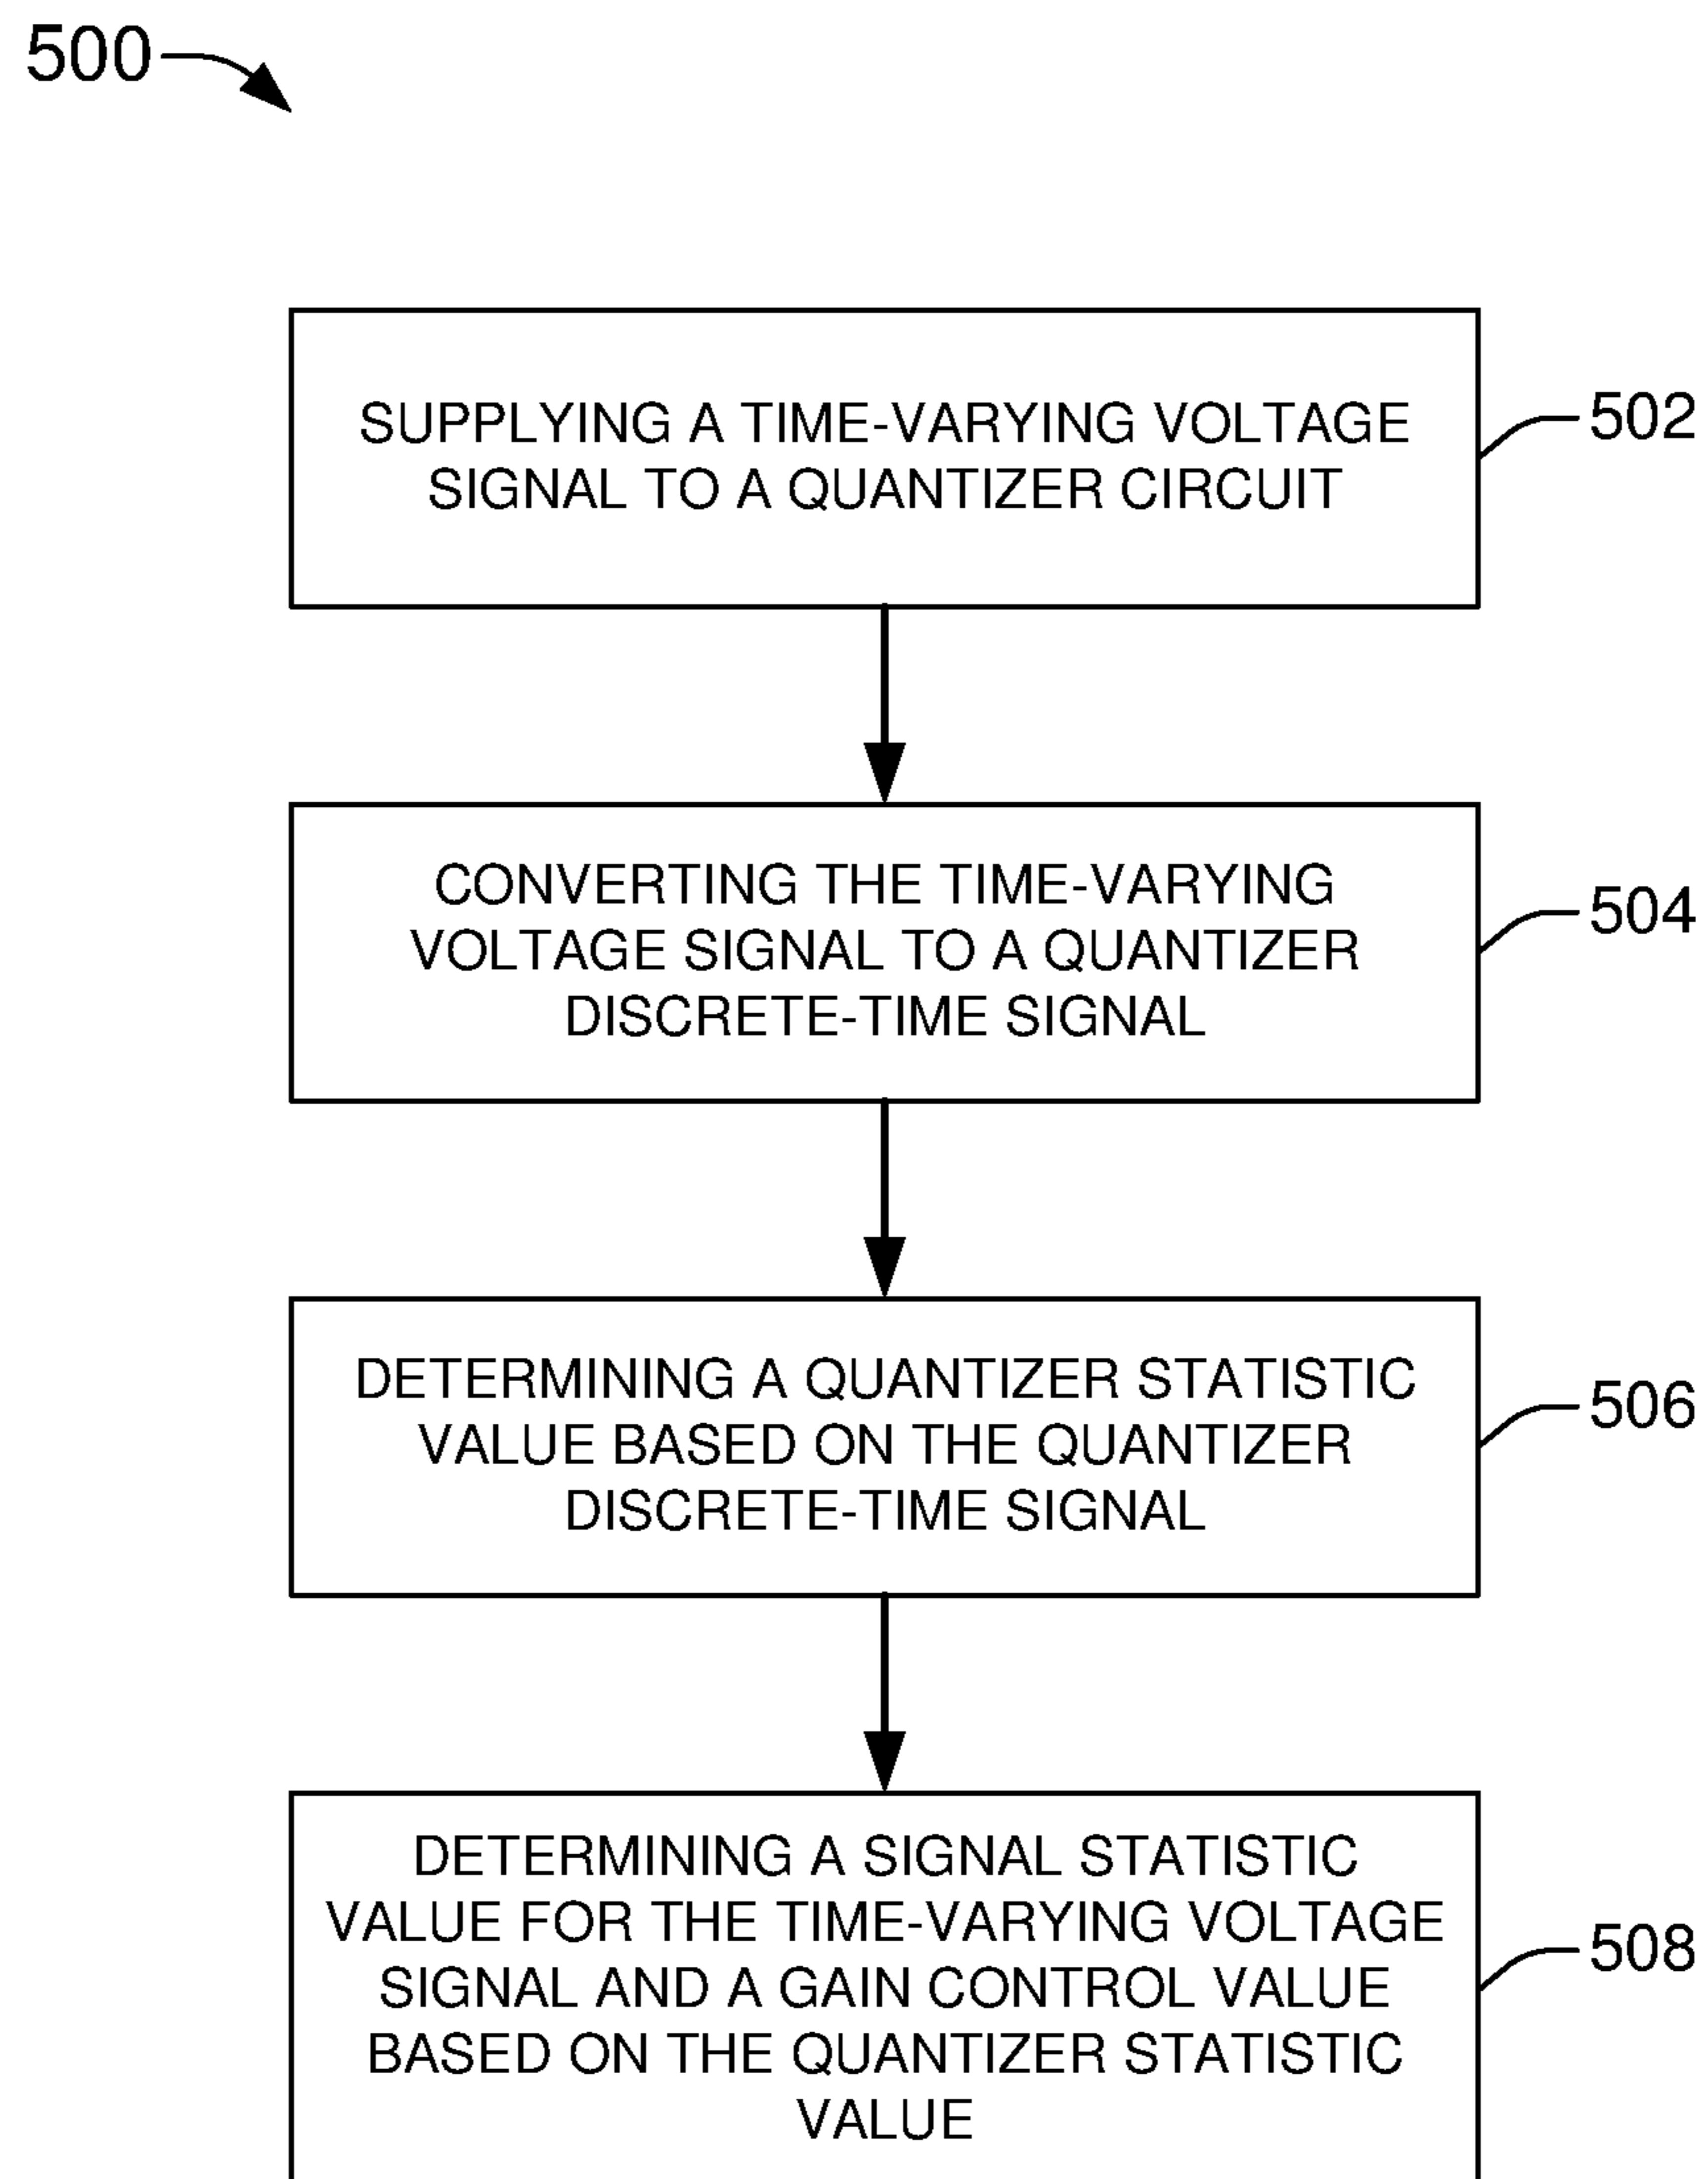 500
SUPPLYING A TIME-VARYING VOLTAGE
SIGNAL TO A QUANTIZER CIRCUIT
502
CONVERTING THE TIME-VARYING
VOLTAGE SIGNAL TO A QUANTIZER
DISCRETE-TIME SIGNAL
504
DETERMINING A QUANTIZER STATISTIC
VALUE BASED ON THE QUANTIZER
DISCRETE-TIME SIGNAL
506
DETERMINING A SIGNAL STATISTIC
VALUE FOR THE TIME-VARYING VOLTAGE
SIGNAL AND A GAIN CONTROL VALUE
BASED ON THE QUANTIZER STATISTIC
VALUE
508